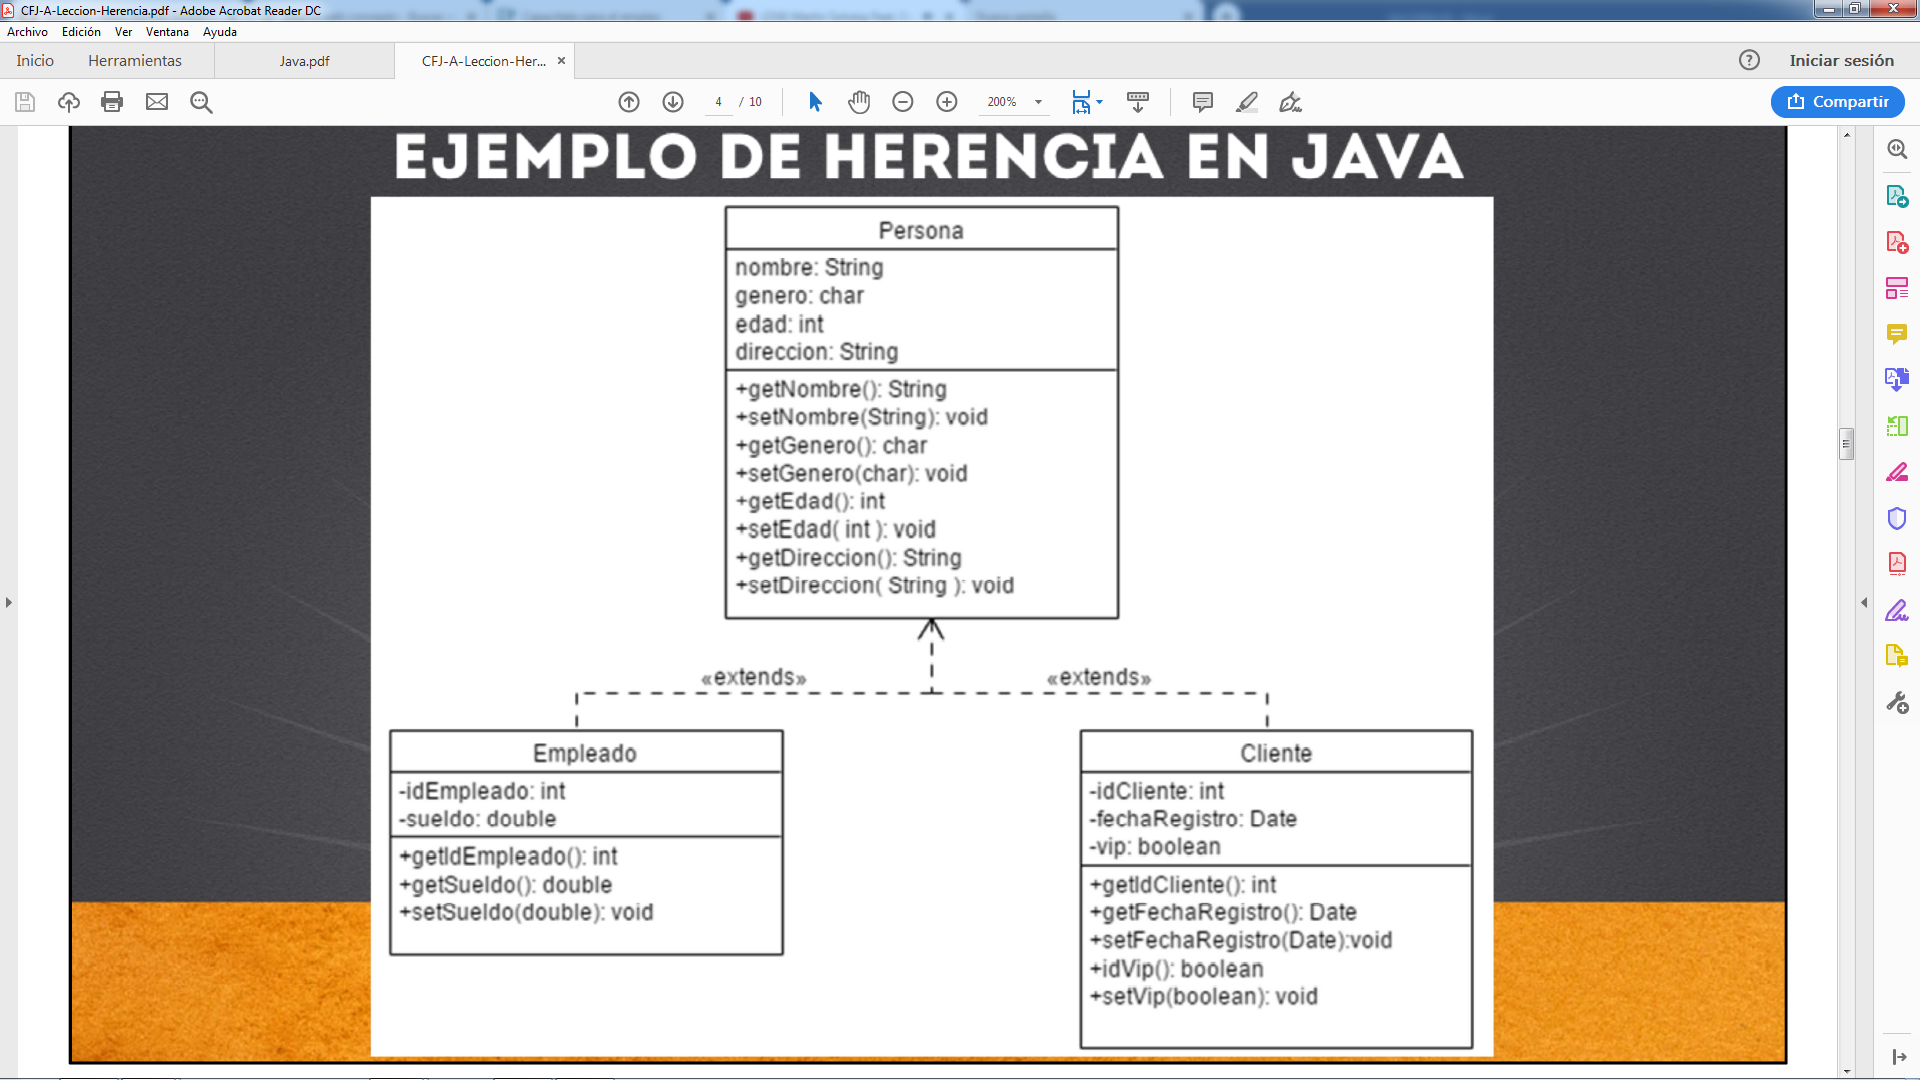 CFJ-A-Leccion-Herencia.pdf - Adobe Acrobat Reader DC
Archivo Edición Ver Ventana Ayuda
Inicio Herramientas Java.pdf CFJ-A-Leccion-Her... × ? Iniciar sesión
4 / 10 200% Compartir
EJEMPLO DE HERENCIA EN JAVA
Persona
nombre: String
genero: char
edad: int
direccion: String
+getNombre(): String
+setNombre(String): void
+getGenero(): char
+setGenero(char): void
+getEdad(): int
+setEdad( int ): void
+getDireccion(): String
+setDireccion( String ): void
«extends» «extends»
Empleado
-idEmpleado: int
-sueldo: double
+getIdEmpleado(): int
+getSueldo(): double
+setSueldo(double): void
Cliente
-idCliente: int
-fechaRegistro: Date
-vip: boolean
+getIdCliente(): int
+getFechaRegistro(): Date
+setFechaRegistro(Date):void
+idVip(): boolean
+setVip(boolean): void